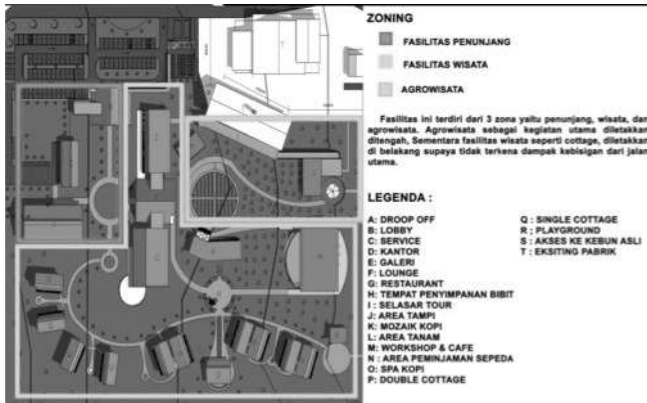 ZONING
FASILITAS PENUNJANG
FASILITAS WISATA
AGROWISATA
Fasilitas ini terdiri dari 3 zona yaitu penunjang, wisata, dan
agrowisata. Agrowisata sebagai kegiatan utama diletakkan
ditengah, Sementara fasilitas wisata seperti cottage, diletakkan
di belakang supaya tidak terkena dampak kebisigan dari jalan
utama.
LEGENDA :
A: DROOP OFF
B: LOBBY
C: SERVICE
D: KANTOR
E: GALERI
F: LOUNGE
G: RESTAURANT
H: TEMPAT PENYIMPANAN BIBIT
I : SELASAR TOUR
J: AREA TAMPI
K: MOZAIK KOPI
L: AREA TANAM
M: WORKSHOP & CAFE
N : AREA PEMINJAMAN SEPEDA
O: SPA KOPI
P: DOUBLE COTTAGE
Q : SINGLE COTTAGE
R ; PLAYGROUND
S : AKSES KE KEBUN ASLI
T : EKSITING PABRIK